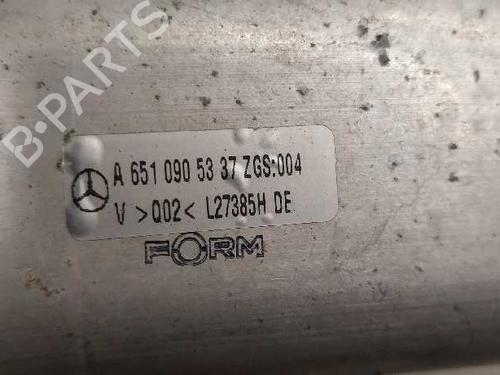 B-PARTS
A 651 090 53 37 ZGS:004
V >Q02< L27385H DE
FORM